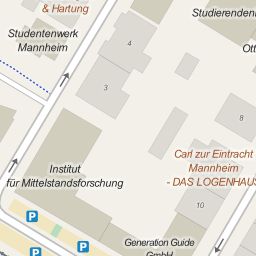 & Hartung
Studierenden
Studentenwerk
Mannheim
4
Ott
3
8
Carl zur Eintracht
Mannheim
- DAS LOGENHAUS
Institut
für Mittelstandsforschung
10
P
P
P
P
Generation Guide
GmbH